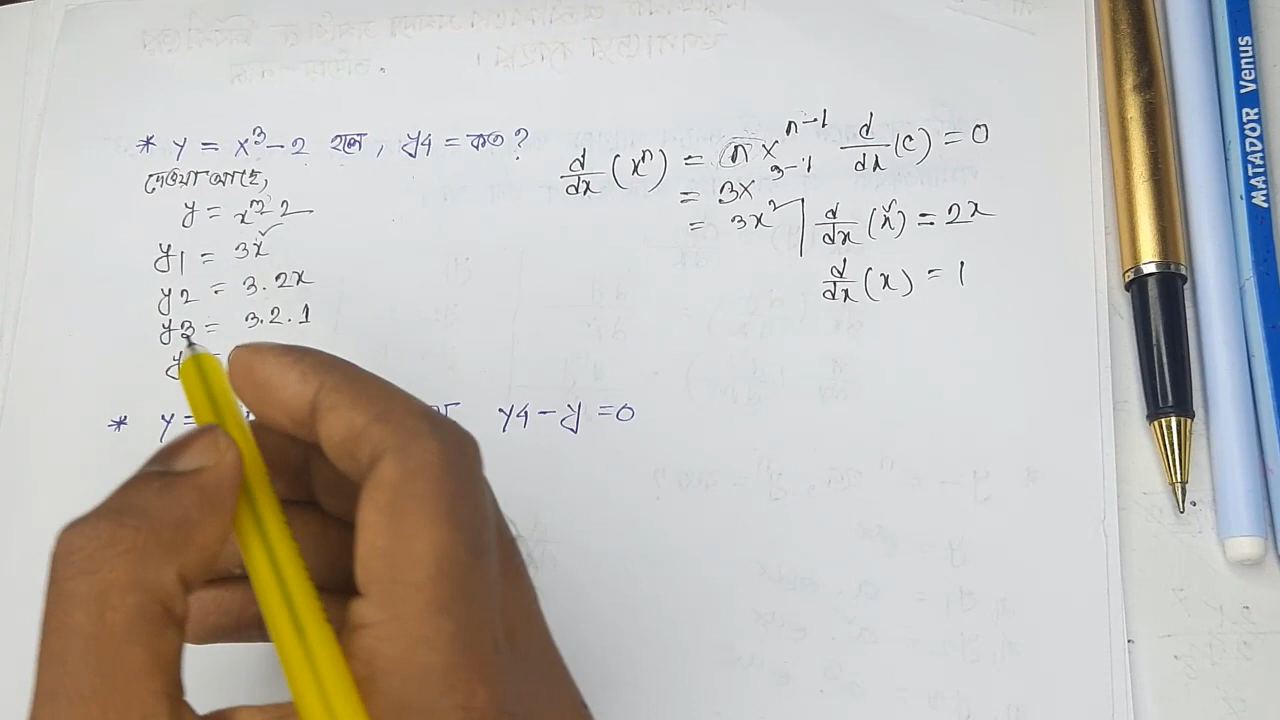 * y = x³ - 2 হলে, y4 = কত?
দেওয়া আছে,
y = x³ - 2
y1 = 3x²
y2 = 3.2x
y3 = 3.2.1
y
* y =
y4 - y = 0
d/dx (xⁿ) = nxⁿ⁻¹
= 3x³⁻¹
= 3x²
d/dx (c) = 0
d/dx (x²) = 2x
d/dx (x) = 1
MATADOR Venus